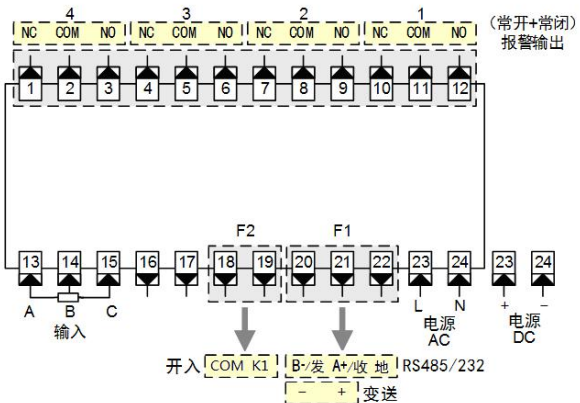 4 3 2 1
NC COM NO NC COM NO NC COM NO NC COM NO (常开+常闭)
报警输出
1 2 3 4 5 6 7 8 9 10 11 12
F2 F1
13 14 15 16 17 18 19 20 21 22 23 24 23 24
A B C L N + −
输入 电源 电源
AC DC
开入 COM K1 B-/发 A+/收 地 RS485/232
− + 变送